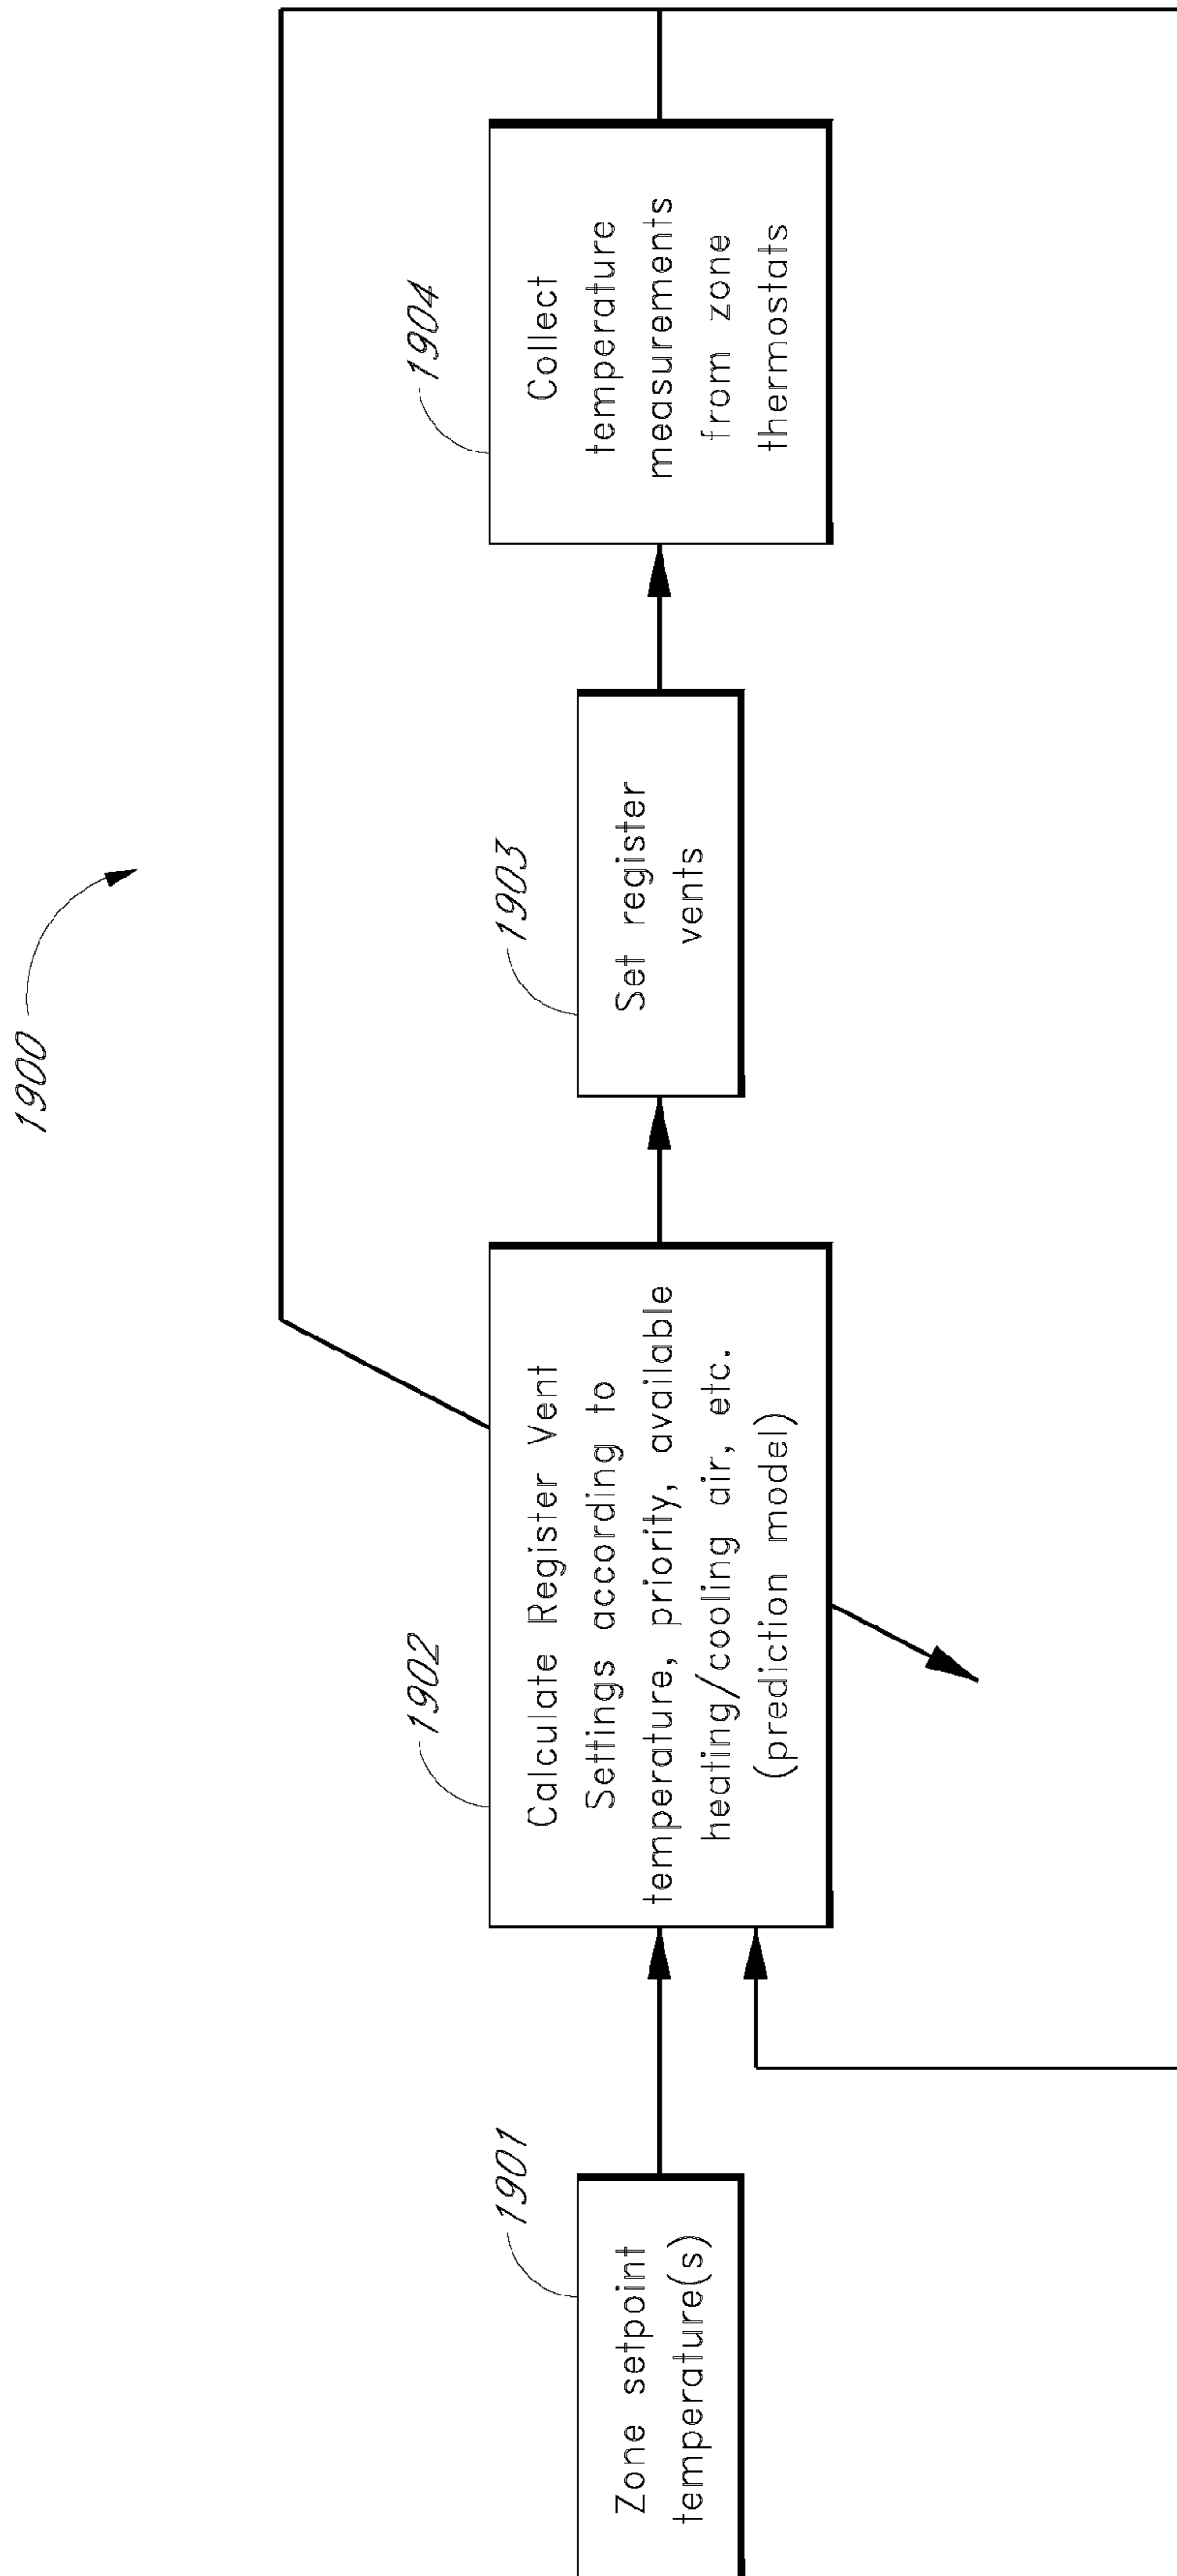 1900
1901
Zone setpoint
temperature(s)
1902
Calculate Register Vent
Settings according to
temperature, priority, available
heating/cooling air, etc.
(prediction model)
1903
Set register
vents
1904
Collect
temperature
measurements
from zone
thermostats